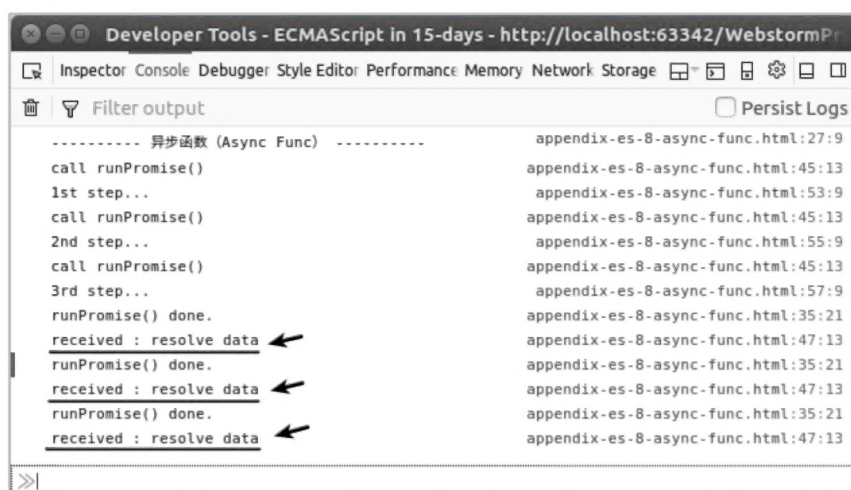 Developer Tools - ECMAScript in 15-days - http://localhost:63342/WebstormPr
Inspector Console Debugger Style Editor Performance Memory Network Storage
Filter output Persist Logs
---------- 异步函数 (Async Func) ---------- appendix-es-8-async-func.html:27:9
call runPromise() appendix-es-8-async-func.html:45:13
1st step... appendix-es-8-async-func.html:53:9
call runPromise() appendix-es-8-async-func.html:45:13
2nd step... appendix-es-8-async-func.html:55:9
call runPromise() appendix-es-8-async-func.html:45:13
3rd step... appendix-es-8-async-func.html:57:9
runPromise() done. appendix-es-8-async-func.html:35:21
received : resolve data appendix-es-8-async-func.html:47:13
runPromise() done. appendix-es-8-async-func.html:35:21
received : resolve data appendix-es-8-async-func.html:47:13
runPromise() done. appendix-es-8-async-func.html:35:21
received : resolve data appendix-es-8-async-func.html:47:13